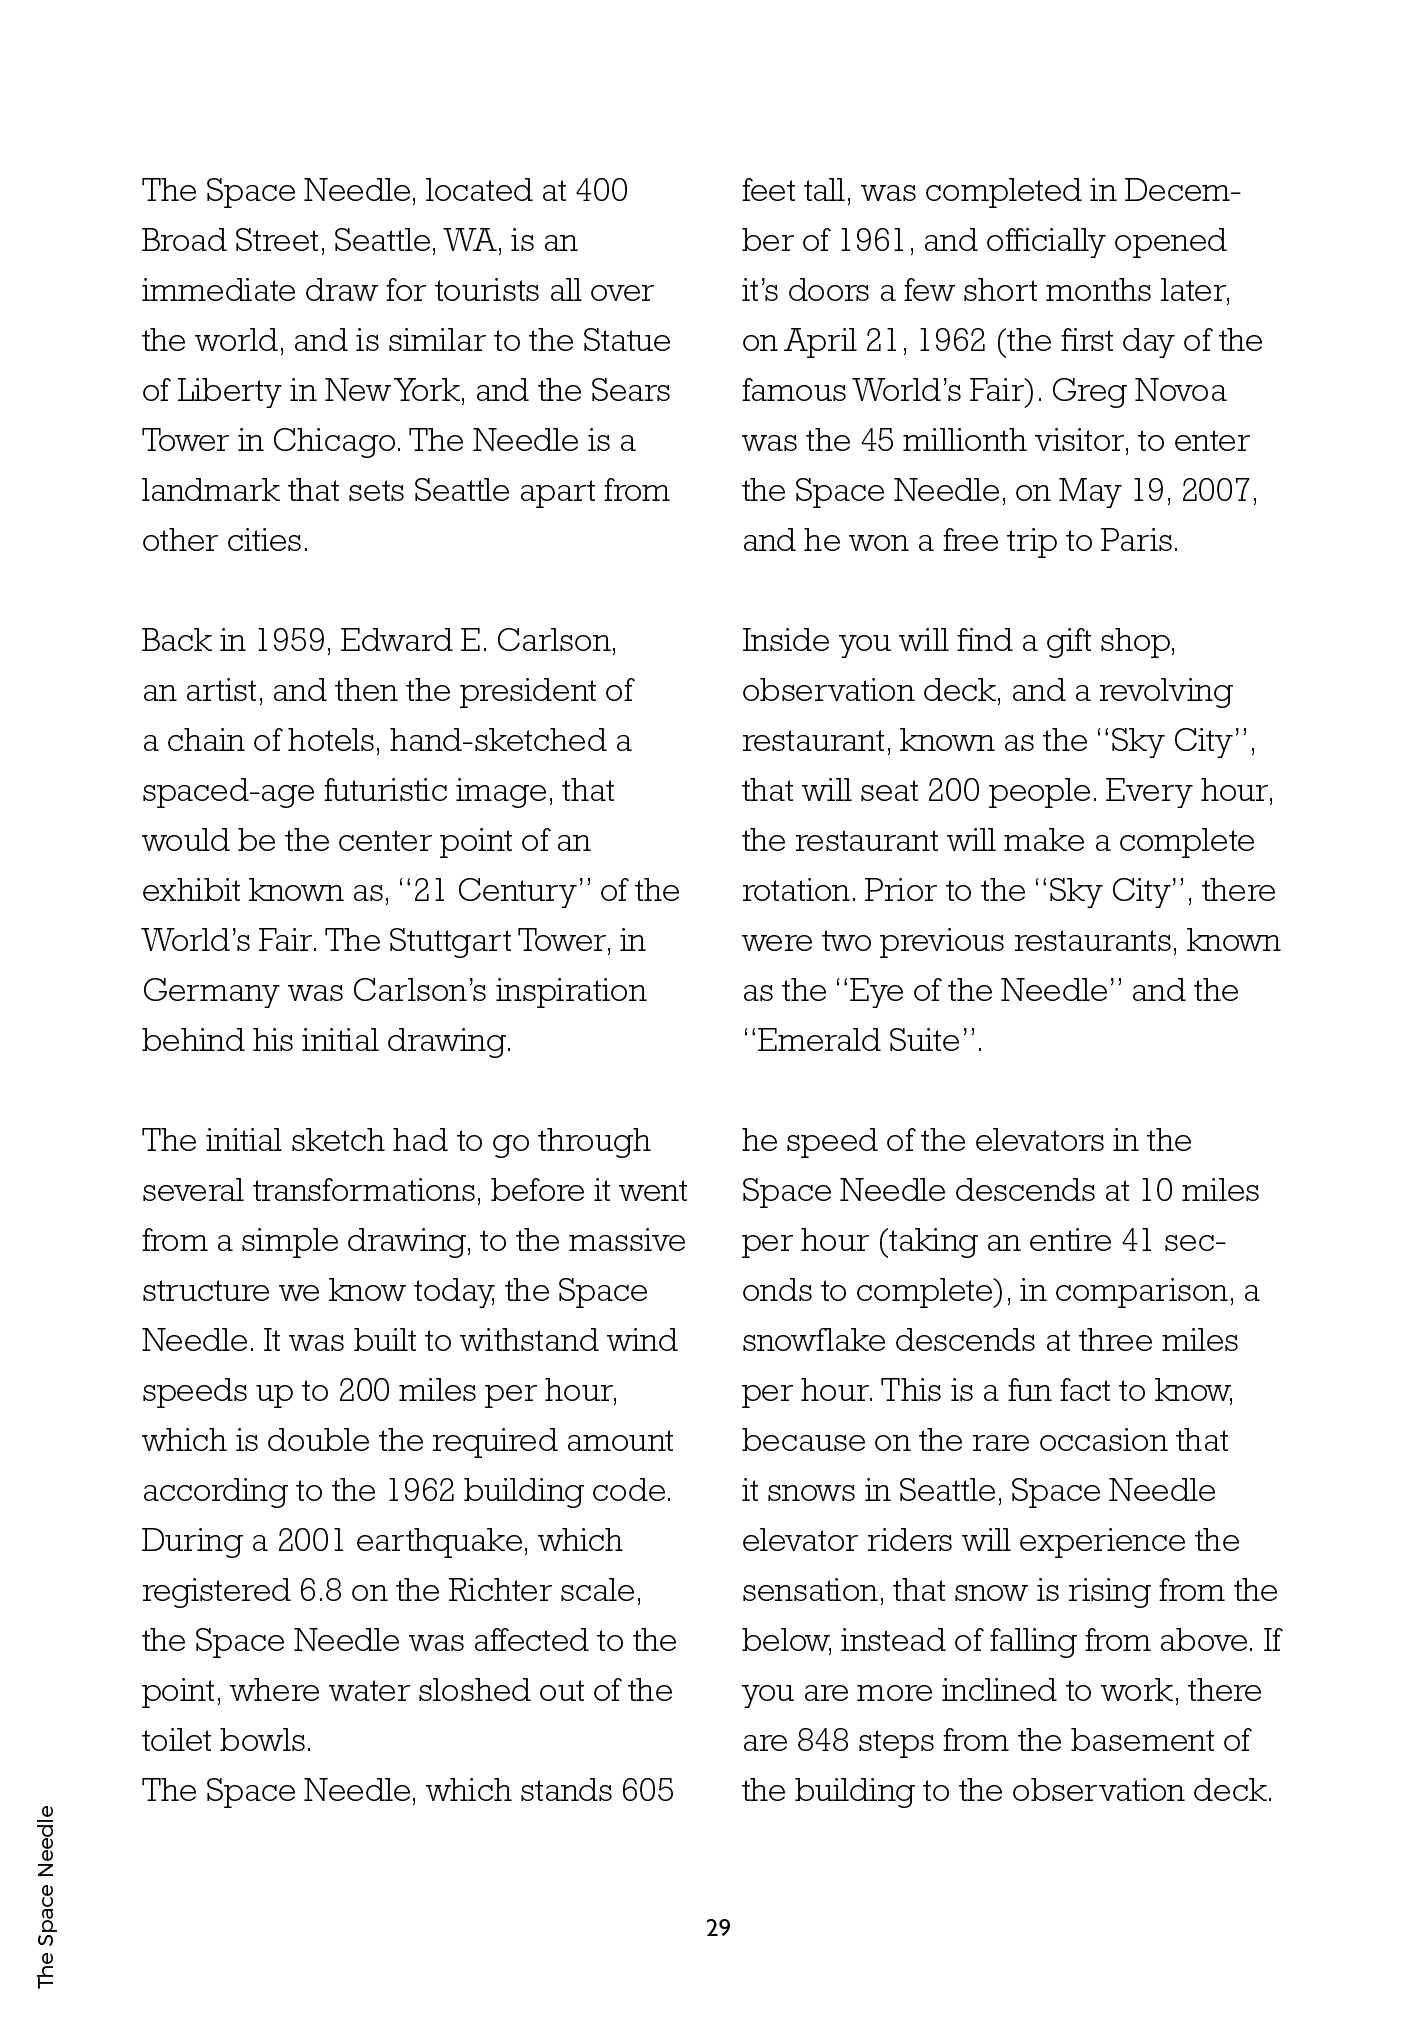 The Space Needle, located at 400
Broad Street, Seattle, WA, is an
immediate draw for tourists all over
the world, and is similar to the Statue
of Liberty in New York, and the Sears
Tower in Chicago. The Needle is a
landmark that sets Seattle apart from
other cities.

Back in 1959, Edward E. Carlson,
an artist, and then the president of
a chain of hotels, hand-sketched a
spaced-age futuristic image, that
would be the center point of an
exhibit known as, “21 Century” of the
World’s Fair. The Stuttgart Tower, in
Germany was Carlson’s inspiration
behind his initial drawing.

The initial sketch had to go through
several transformations, before it went
from a simple drawing, to the massive
structure we know today, the Space
Needle. It was built to withstand wind
speeds up to 200 miles per hour,
which is double the required amount
according to the 1962 building code.
During a 2001 earthquake, which
registered 6.8 on the Richter scale,
the Space Needle was affected to the
point, where water sloshed out of the
toilet bowls.
The Space Needle, which stands 605

feet tall, was completed in Decem-
ber of 1961, and officially opened
it’s doors a few short months later,
on April 21, 1962 (the first day of the
famous World’s Fair). Greg Novoa
was the 45 millionth visitor, to enter
the Space Needle, on May 19, 2007,
and he won a free trip to Paris.

Inside you will find a gift shop,
observation deck, and a revolving
restaurant, known as the “Sky City”,
that will seat 200 people. Every hour,
the restaurant will make a complete
rotation. Prior to the “Sky City”, there
were two previous restaurants, known
as the “Eye of the Needle” and the
“Emerald Suite”.

he speed of the elevators in the
Space Needle descends at 10 miles
per hour (taking an entire 41 sec-
onds to complete), in comparison, a
snowflake descends at three miles
per hour. This is a fun fact to know,
because on the rare occasion that
it snows in Seattle, Space Needle
elevator riders will experience the
sensation, that snow is rising from the
below, instead of falling from above. If
you are more inclined to work, there
are 848 steps from the basement of
the building to the observation deck.

The Space Needle
29